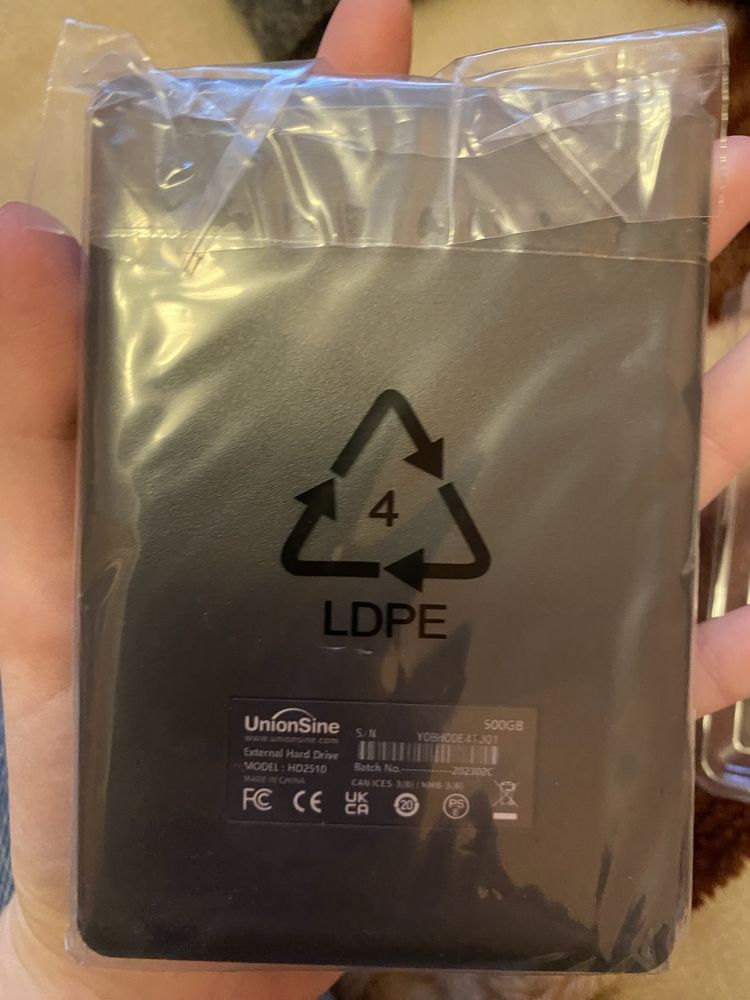 4
LDPE
UnionSine
www.unionsine.com
External Hard Drive
MODEL : HD2510
MADE IN CHINA
FC CE UK
CA 20 PS
E
500GB
S/N
Batch No.------------202302C
CAN ICES-3(B) / NMB-3(B)